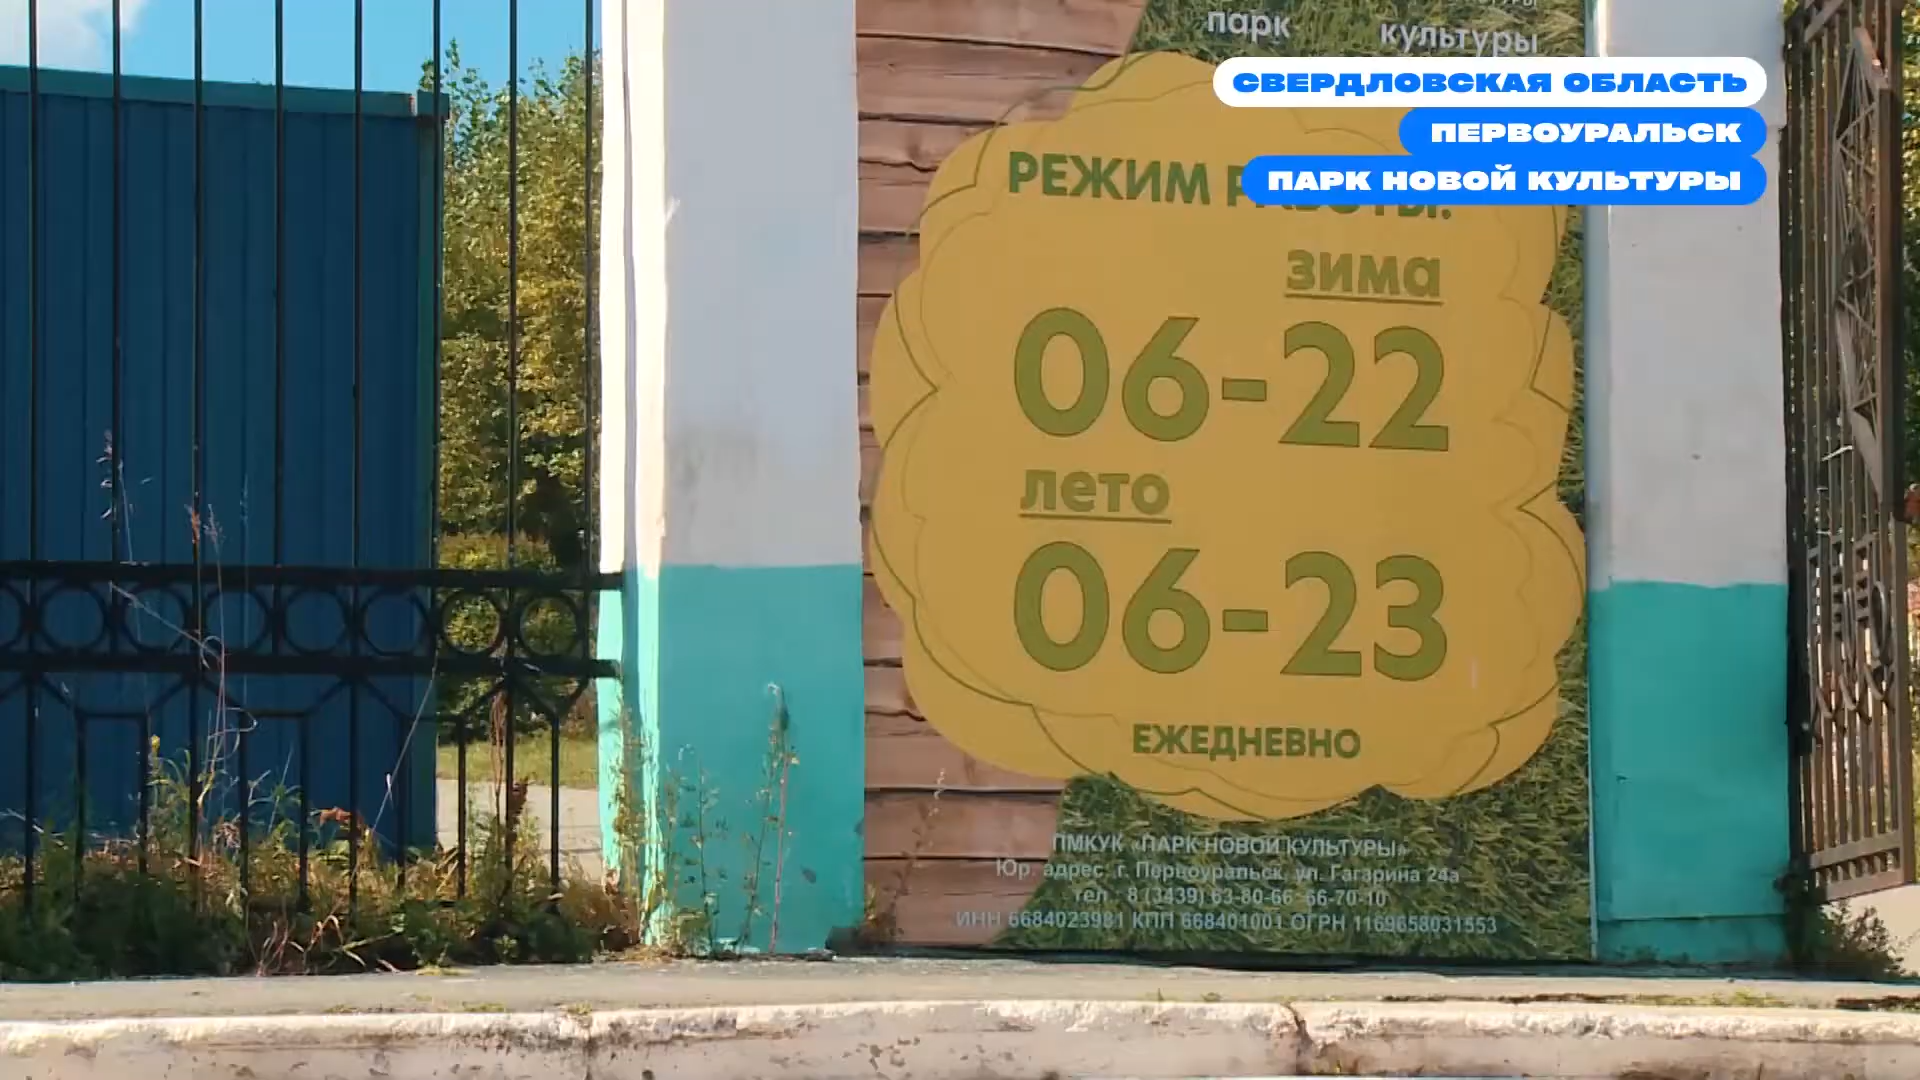 парк культуры
СВЕРДЛОВСКАЯ ОБЛАСТЬ
ПЕРВОУРАЛЬСК
ПАРК НОВОЙ КУЛЬТУРЫ
РЕЖИМ РАБОТЫ:
зима
06-22
лето
06-23
ЕЖЕДНЕВНО
ПМКУК «ПАРК НОВОЙ КУЛЬТУРЫ»
Юр. адрес: г. Первоуральск, ул. Гагарина 24а
тел.: 8 (3439) 63-80-66 66-70-10
ИНН 6684023981 КПП 668401001 ОГРН 1169658031553